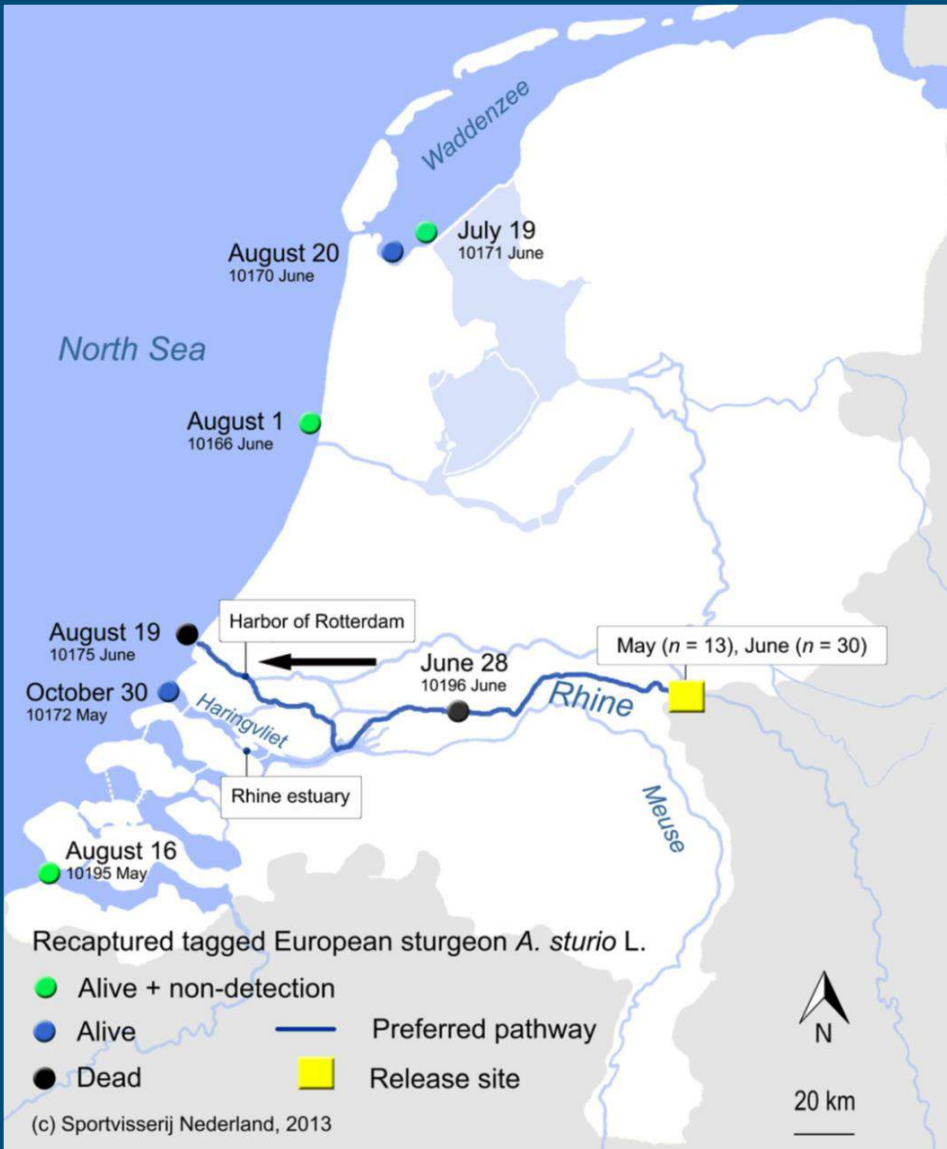 Waddenzee
July 19
10171 June
August 20
10170 June
North Sea
August 1
10166 June
Harbor of Rotterdam
May (n = 13), June (n = 30)
August 19
10175 June
June 28
10196 June
October 30
10172 May
Haringvliet
Rhine
Rhine estuary
Meuse
August 16
10195 May
Recaptured tagged European sturgeon A. sturio L.
Alive + non-detection
Alive
Preferred pathway
Dead
Release site
N
20 km
(c) Sportvisserij Nederland, 2013